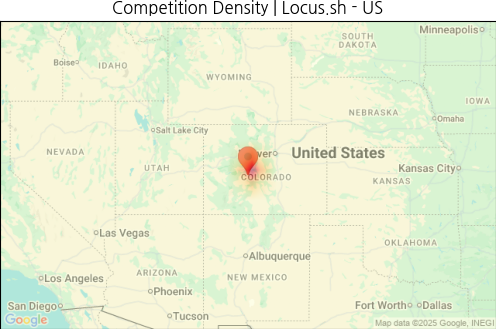 Competition Density | Locus.sh - US
Minneapolis
SOUTH
DAKOTA
Boise
IDAHO
WYOMING
IOWA
NEBRASKA
Omaha
Salt Lake City
NEVADA
UTAH
ver
United States
COLORADO
KANSAS
Kansas City
Las Vegas
OKLAHOMA
Albuquerque
Los Angeles
ARIZONA
NEW MEXICO
Phoenix
San Diego
Fort Worth
Dallas
Tucson
Google
Map data ©2025 Google, INEGI